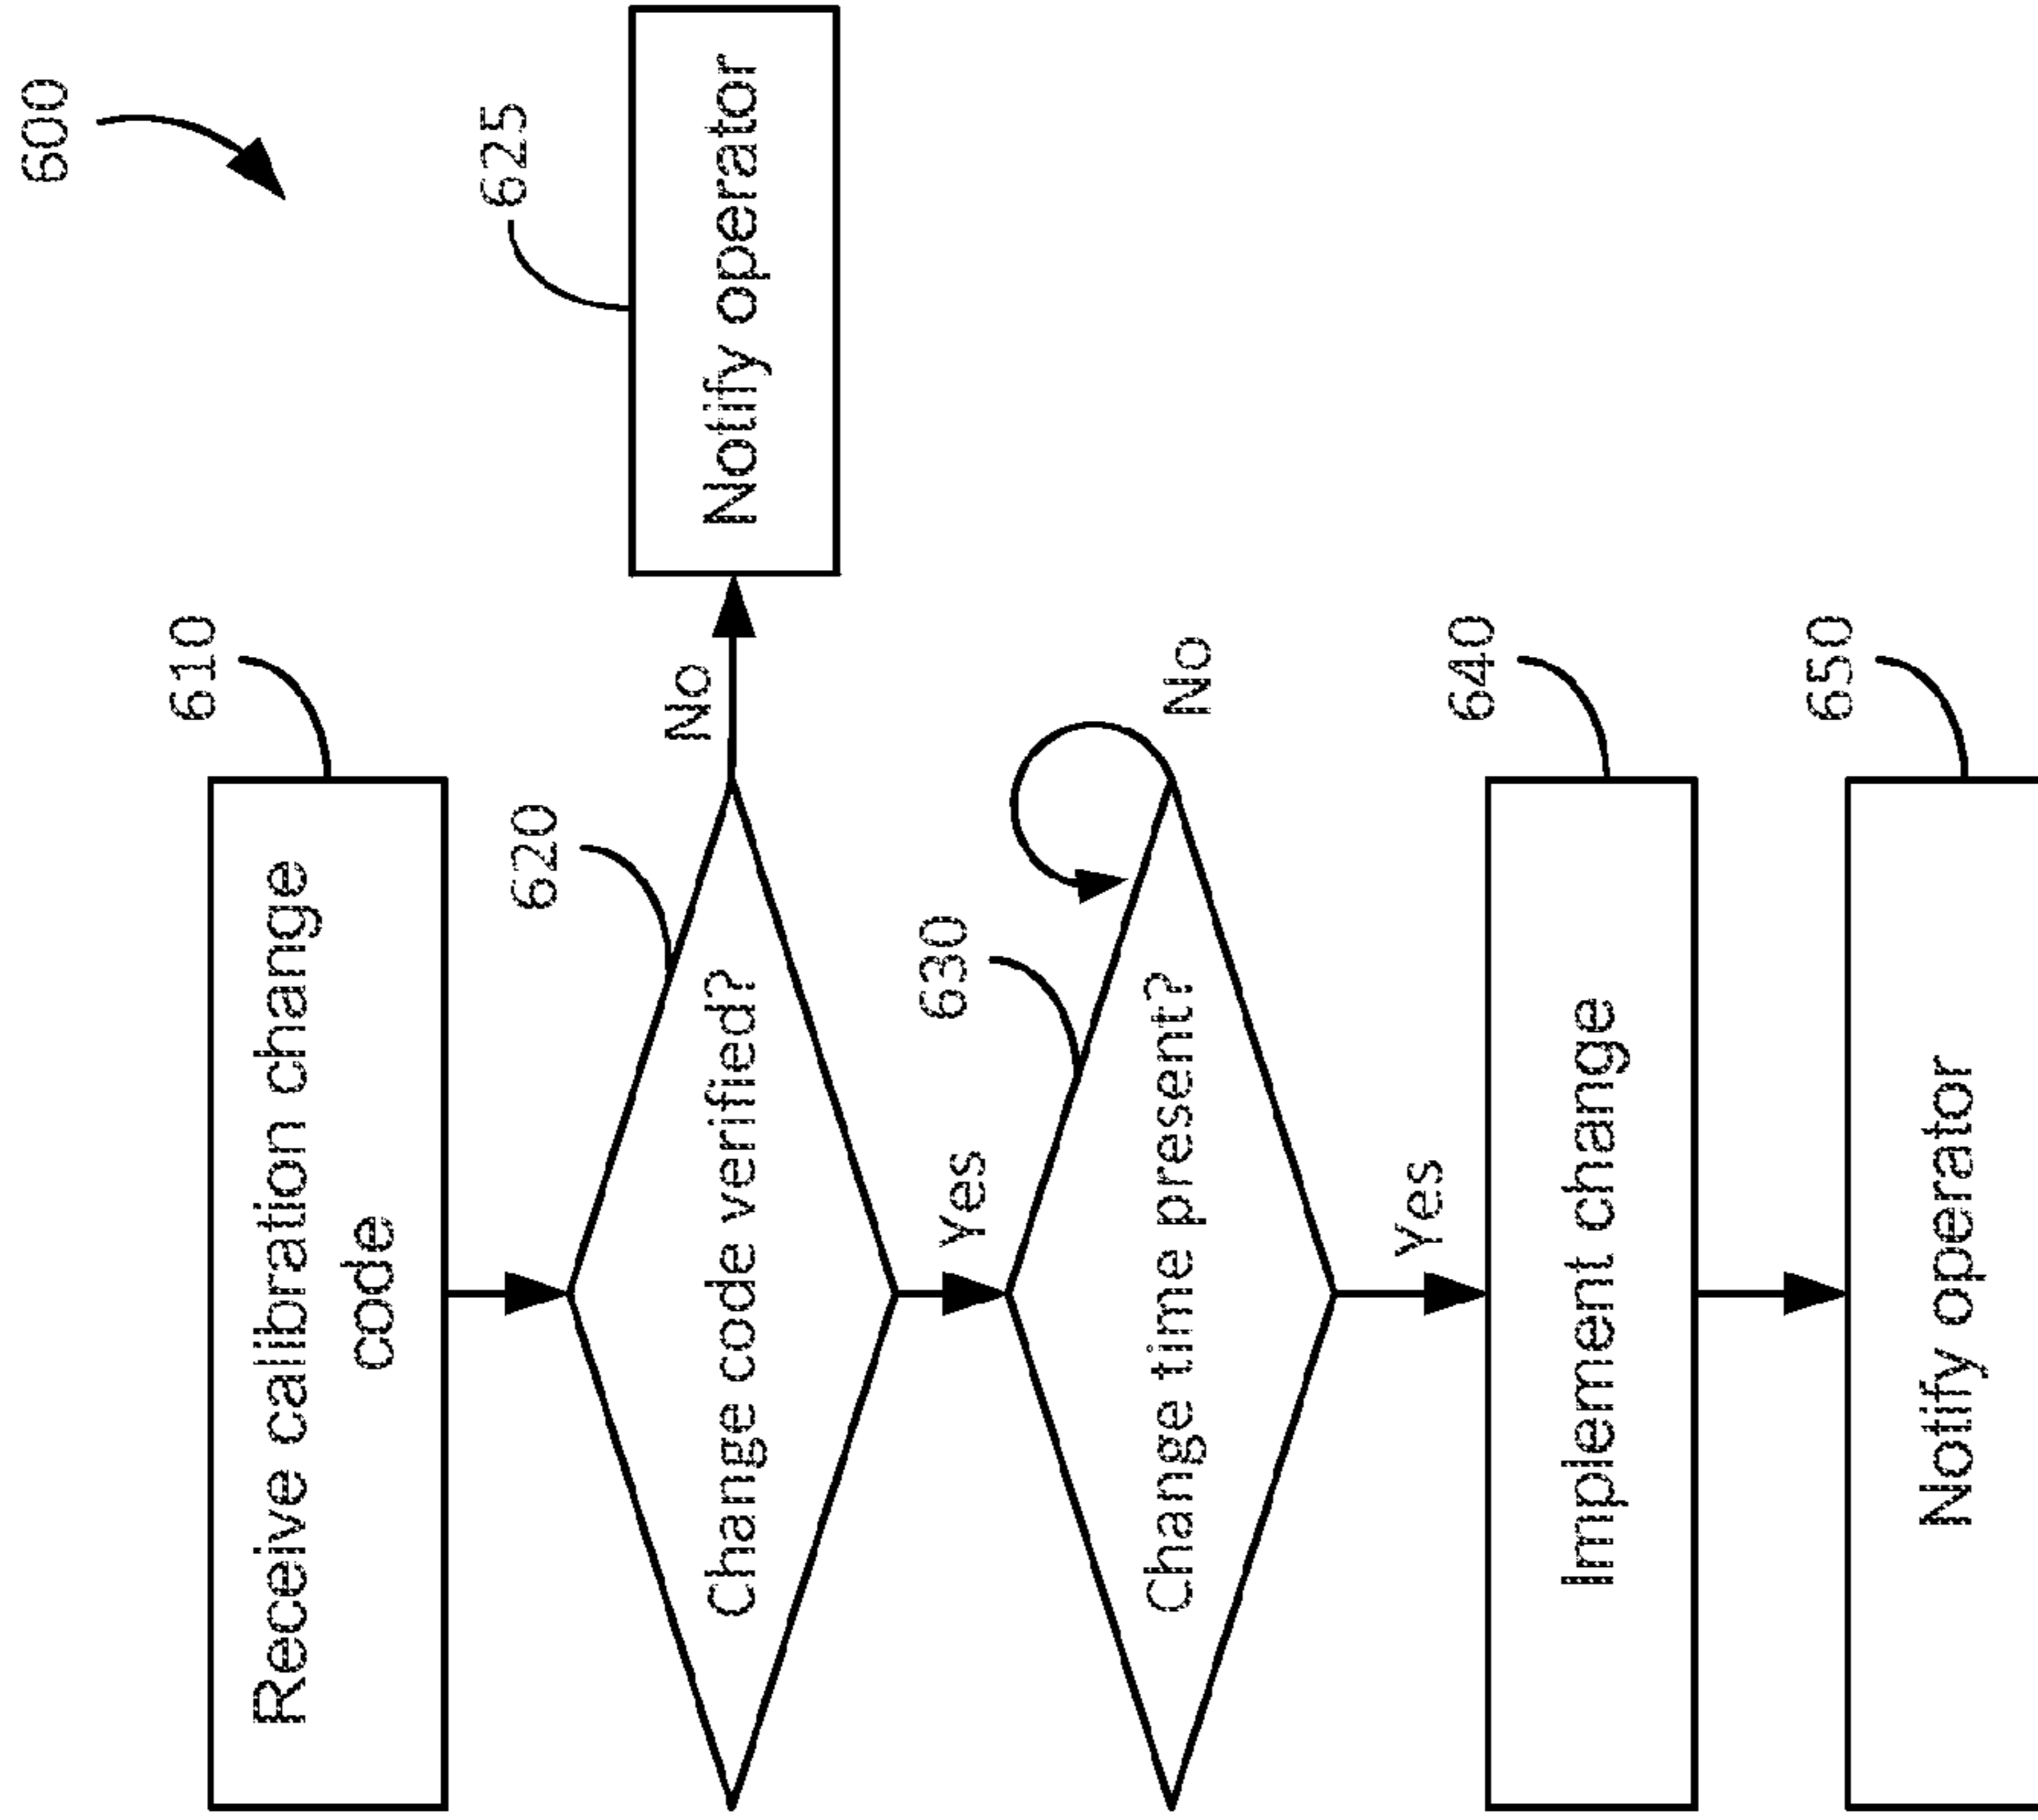 600
610
Receive calibration change
code
620
Change code verified?
No
625
Notify operator
Yes
630
Change time present?
No
Yes
640
Implement change
650
Notify operator